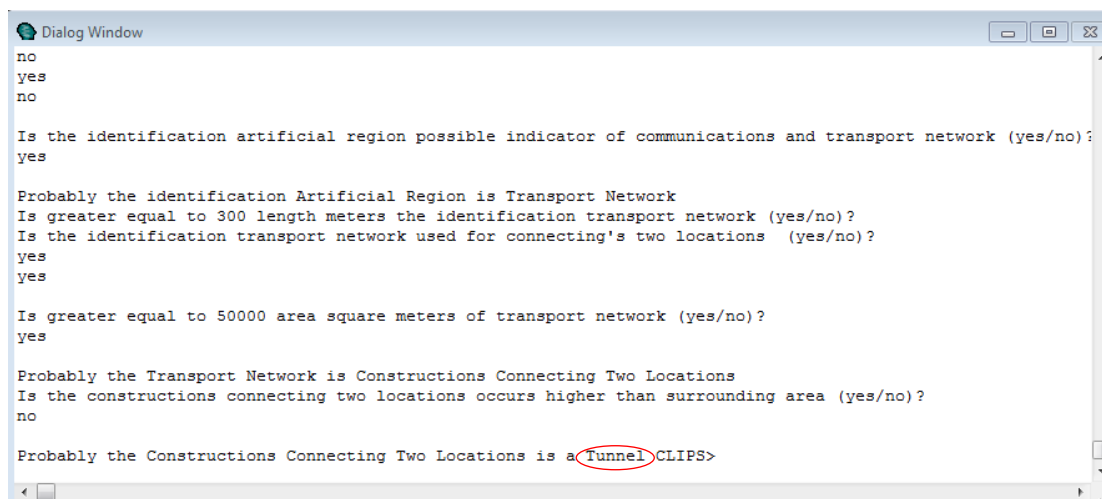 Dialog Window
no
yes
no
Is the identification artificial region possible indicator of communications and transport network (yes/no)?
yes
Probably the identification Artificial Region is Transport Network
Is greater equal to 300 length meters the identification transport network (yes/no)?
Is the identification transport network used for connecting's two locations  (yes/no)?
yes
yes
Is greater equal to 50000 area square meters of transport network (yes/no)?
yes
Probably the Transport Network is Constructions Connecting Two Locations
Is the constructions connecting two locations occurs higher than surrounding area (yes/no)?
no
Probably the Constructions Connecting Two Locations is a Tunnel CLIPS>